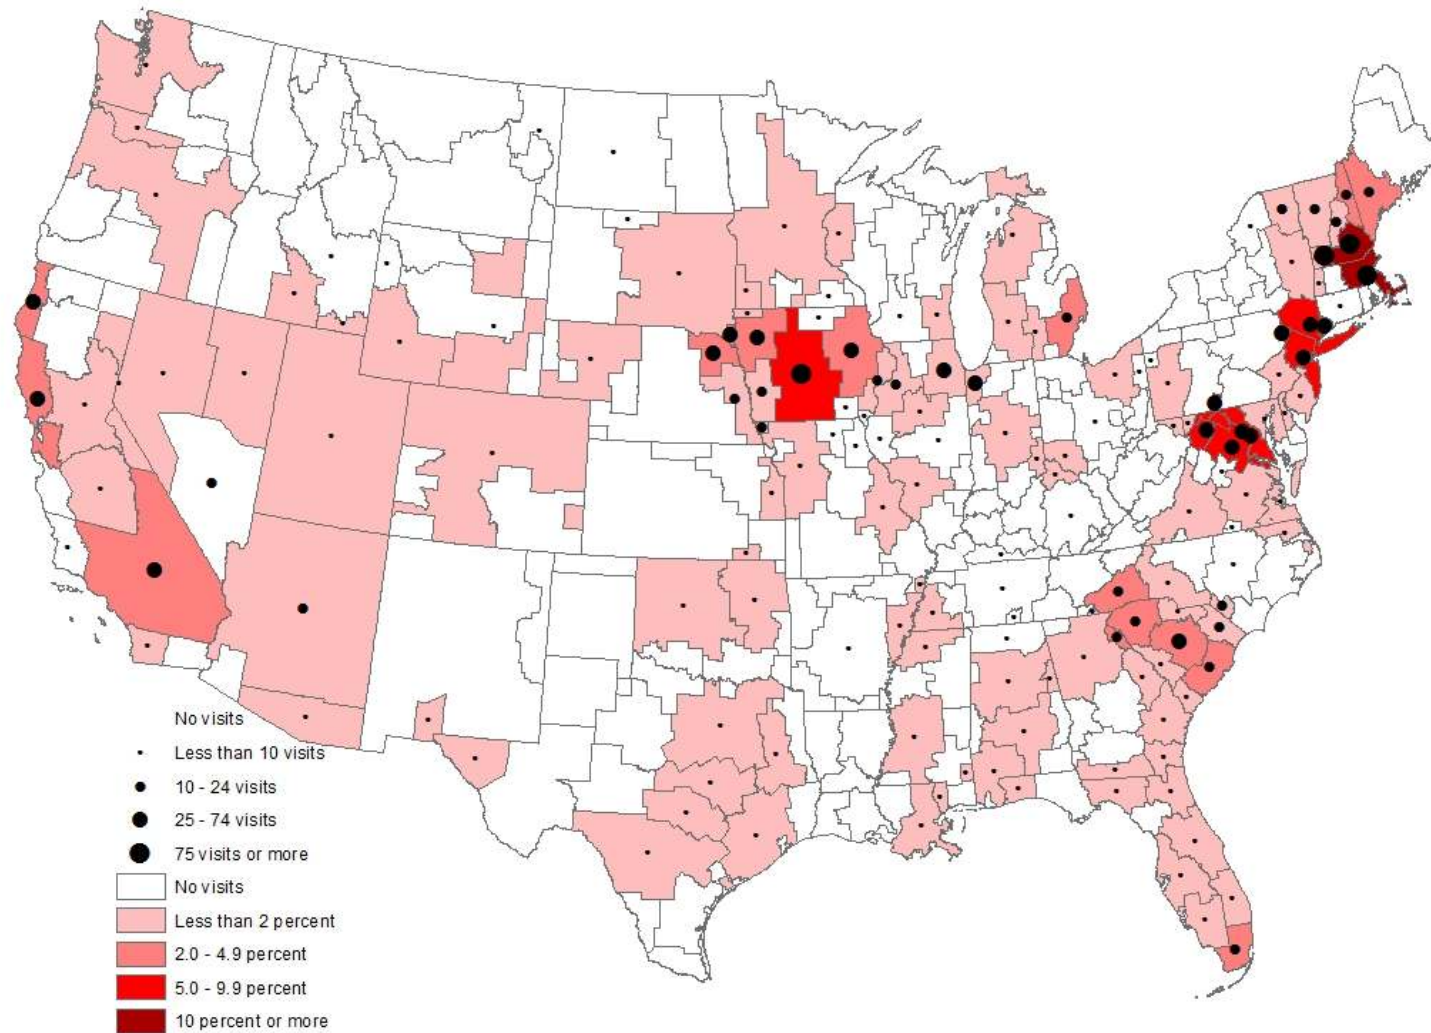 No visits
Less than 10 visits
10 - 24 visits
25 - 74 visits
75 visits or more
No visits
Less than 2 percent
2.0 - 4.9 percent
5.0 - 9.9 percent
10 percent or more